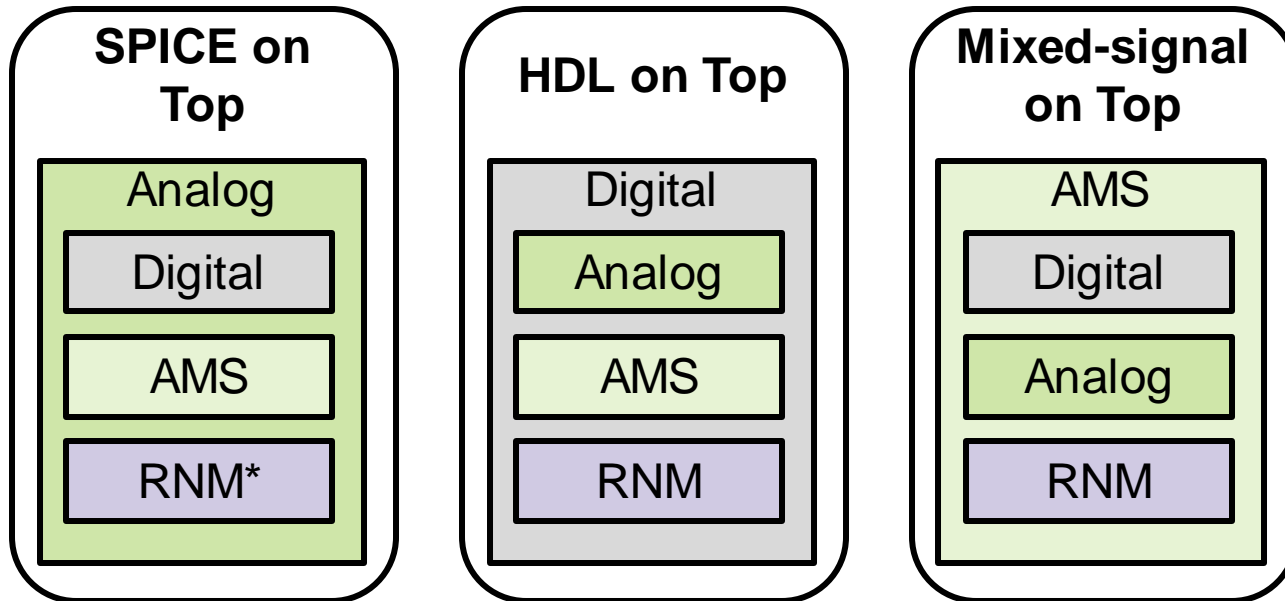 SPICE on
Top
Analog
Digital
AMS
RNM*
HDL on Top
Digital
Analog
AMS
RNM
Mixed-signal
on Top
AMS
Digital
Analog
RNM